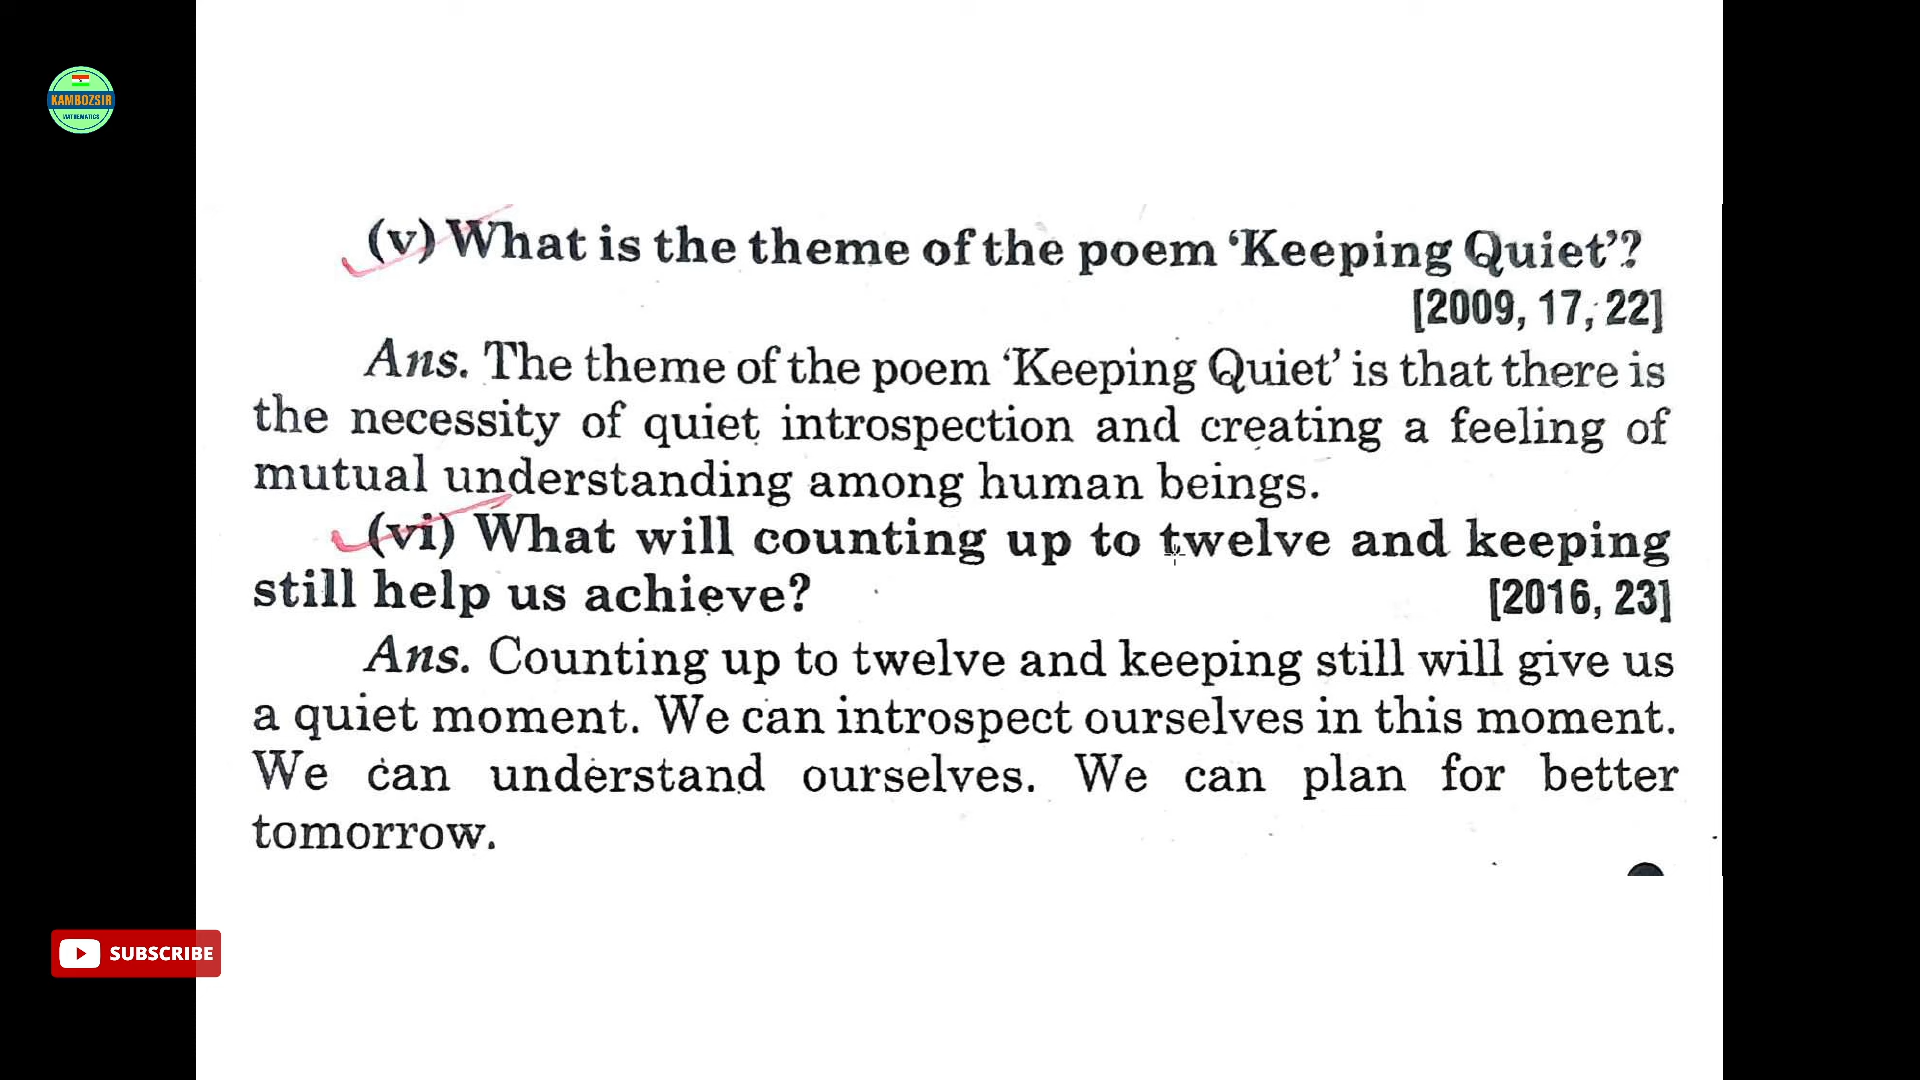 KAMBOZSIR
MATHEMATICS
(v) What is the theme of the poem ‘Keeping Quiet’?
[2009, 17, 22]
Ans. The theme of the poem ‘Keeping Quiet’ is that there is
the necessity of quiet introspection and creating a feeling of
mutual understanding among human beings.
(vi) What will counting up to twelve and keeping
still help us achieve? [2016, 23]
Ans. Counting up to twelve and keeping still will give us
a quiet moment. We can introspect ourselves in this moment.
We can understand ourselves. We can plan for better
tomorrow.
SUBSCRIBE